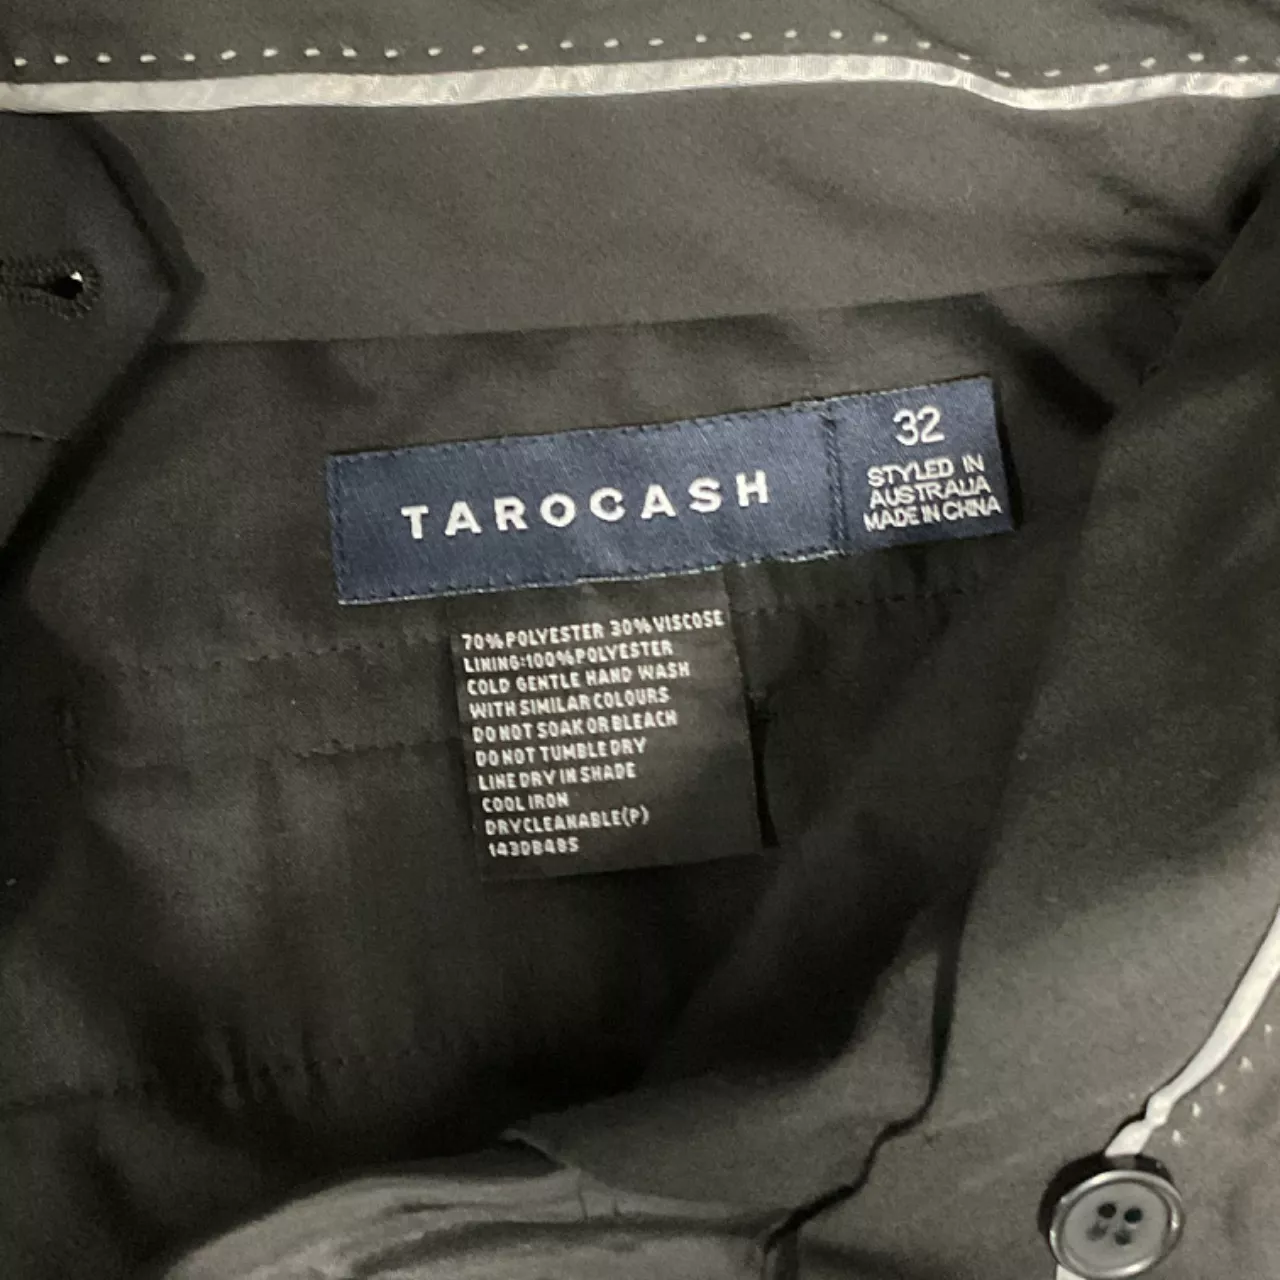 TAROCASH
32
STYLED IN
AUSTRALIA
MADE IN CHINA
70% POLYESTER 30% VISCOSE
LINING:100% POLYESTER
COLD GENTLE HAND WASH
WITH SIMILAR COLOURS
DO NOT SOAK OR BLEACH
DO NOT TUMBLE DRY
LINE DRY IN SHADE
COOL IRON
DRYCLEANABLE(P)
143DB48S